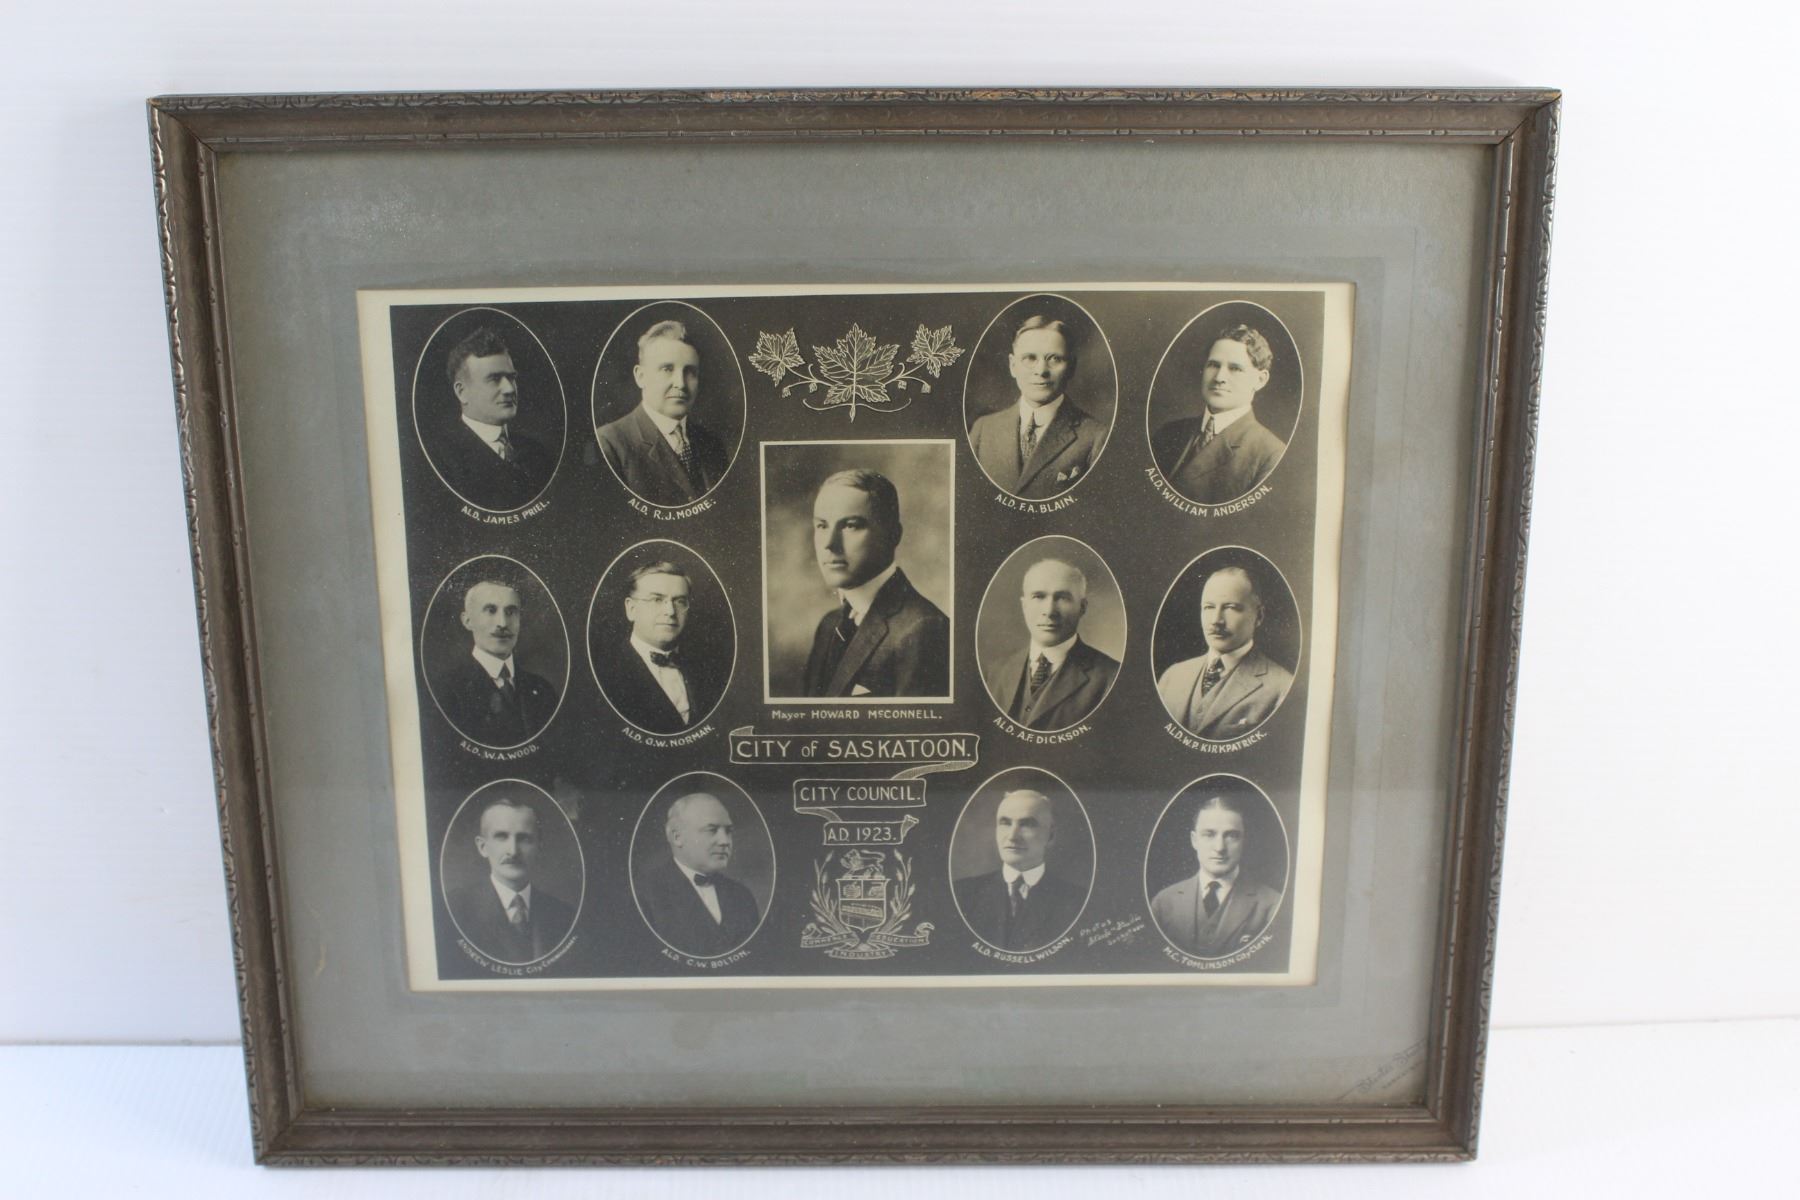 ALD. JAMES PRIEL.
ALD. R.J. MOORE.
ALD. F.A. BLAIN.
ALD. WILLIAM ANDERSON.
Mayor HOWARD McCONNELL.
ALD. W.A. WOOD.
ALD. G.W. NORMAN.
ALD. A.F. DICKSON.
ALD. W.P. KIRKPATRICK.
CITY of SASKATOON.
CITY COUNCIL.
A.D. 1923.
COMMERCE EDUCATION
INDUSTRY
ANDREW LESLIE City Commissioner.
ALD. C.W. BOLTON.
ALD. RUSSELL WILSON.
Photos
Saskatoon
M.C. TOMLINSON City Clerk.